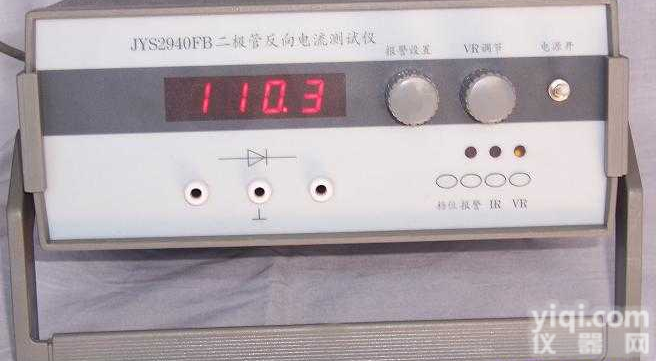 JYS2940FB二极管反向电流测试仪
报警设置 VR调节 电源开
110.3
档位 报警 IR VR
yiqi.com
仪器网